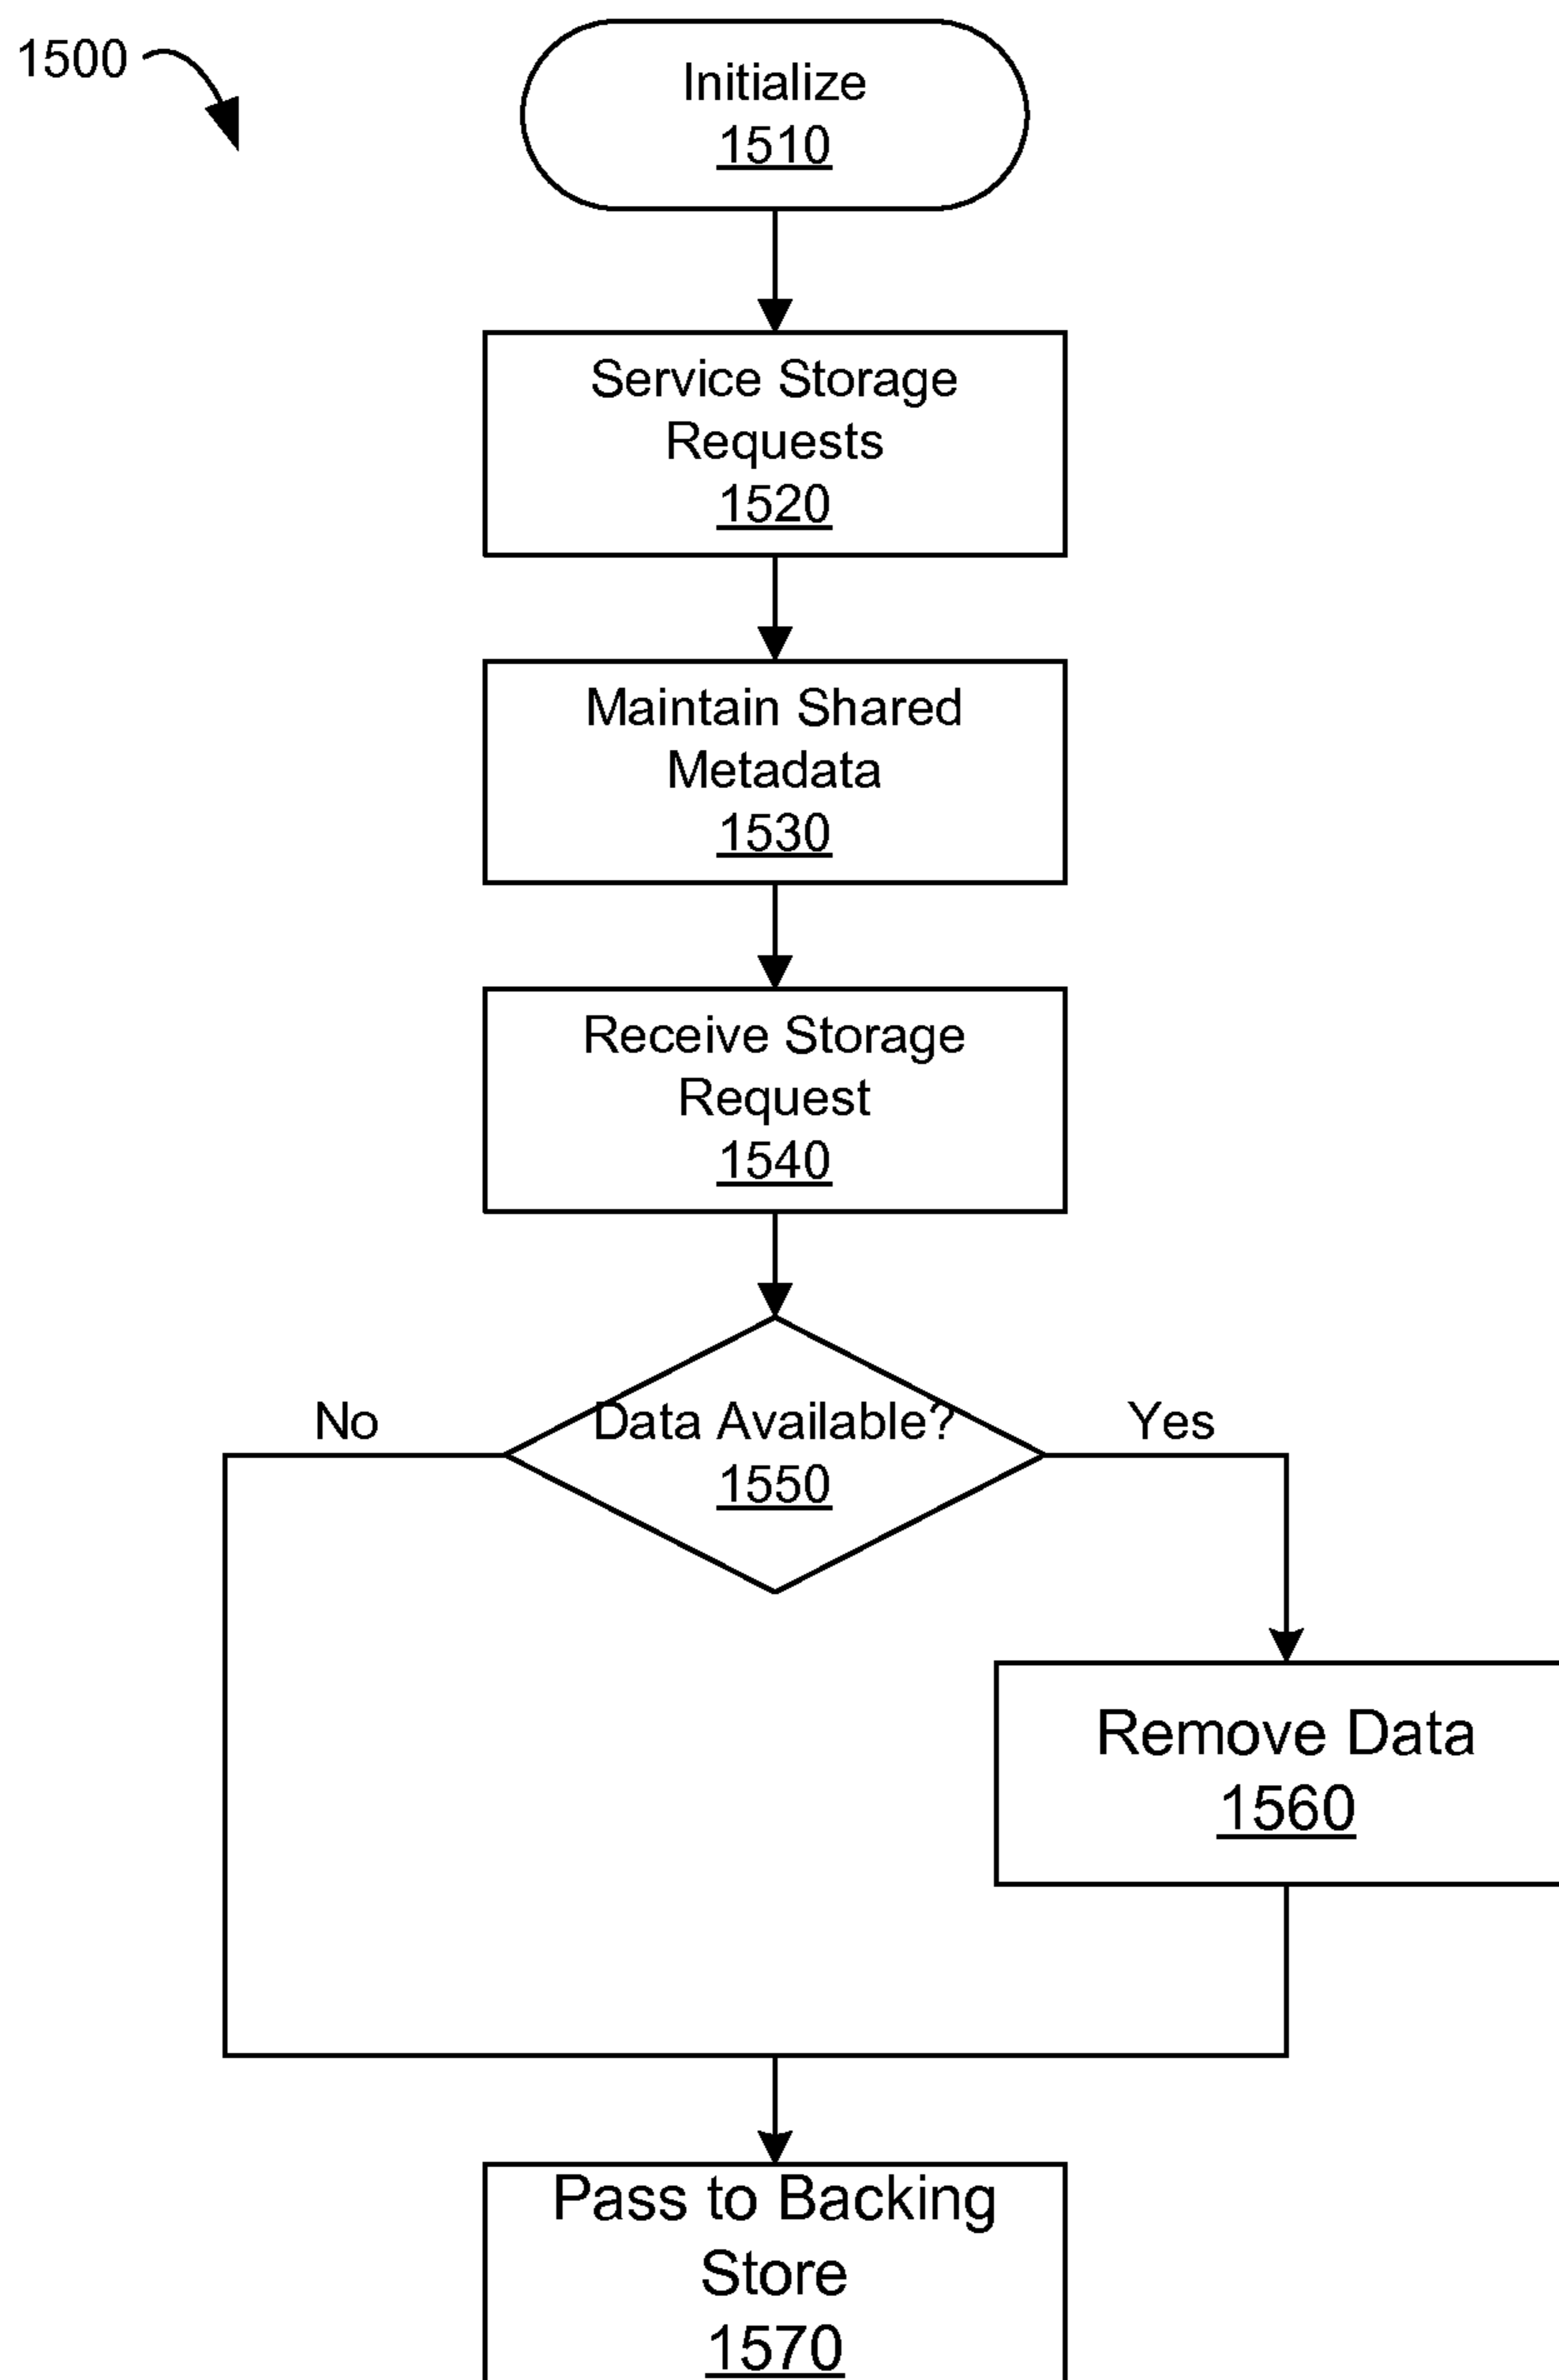 1500
Initialize
1510
Service Storage
Requests
1520
Maintain Shared
Metadata
1530
Receive Storage
Request
1540
No
Data Available?
Yes
1550
Remove Data
1560
Pass to Backing
Store
1570